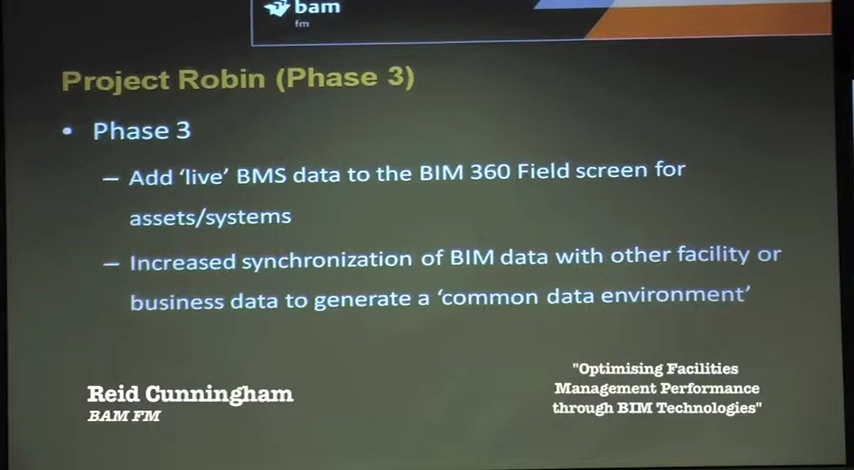 bam
fm
Project Robin (Phase 3)
• Phase 3
– Add ‘live’ BMS data to the BIM 360 Field screen for
assets/systems
– Increased synchronization of BIM data with other facility or
business data to generate a ‘common data environment’
Reid Cunningham
BAM FM
"Optimising Facilities
Management Performance
through BIM Technologies"